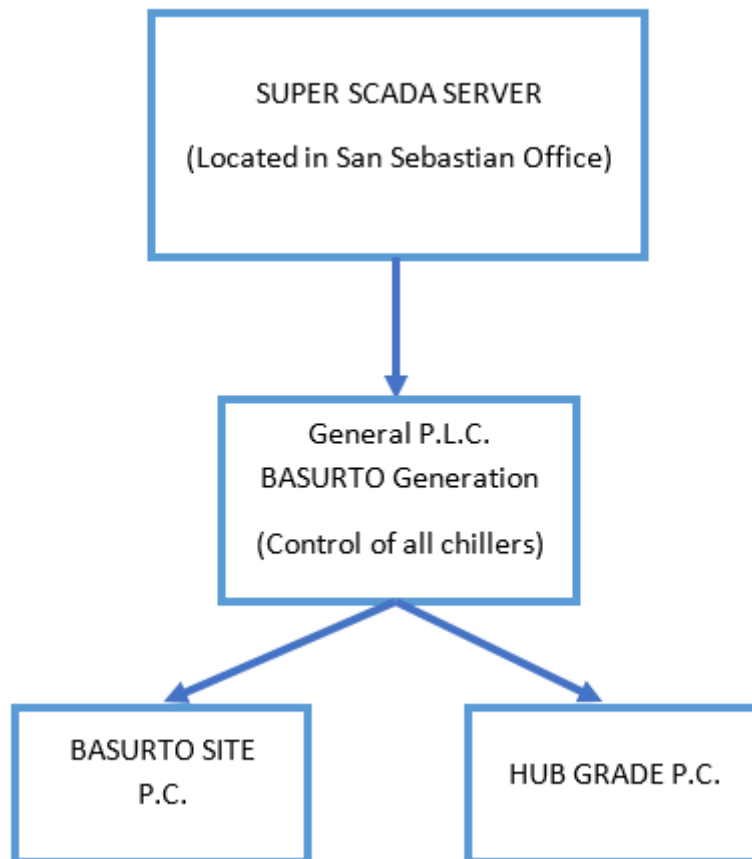 SUPER SCADA SERVER
(Located in San Sebastian Office)
General P.L.C.
BASURTO Generation
(Control of all chillers)
BASURTO SITE
P.C.
HUB GRADE P.C.